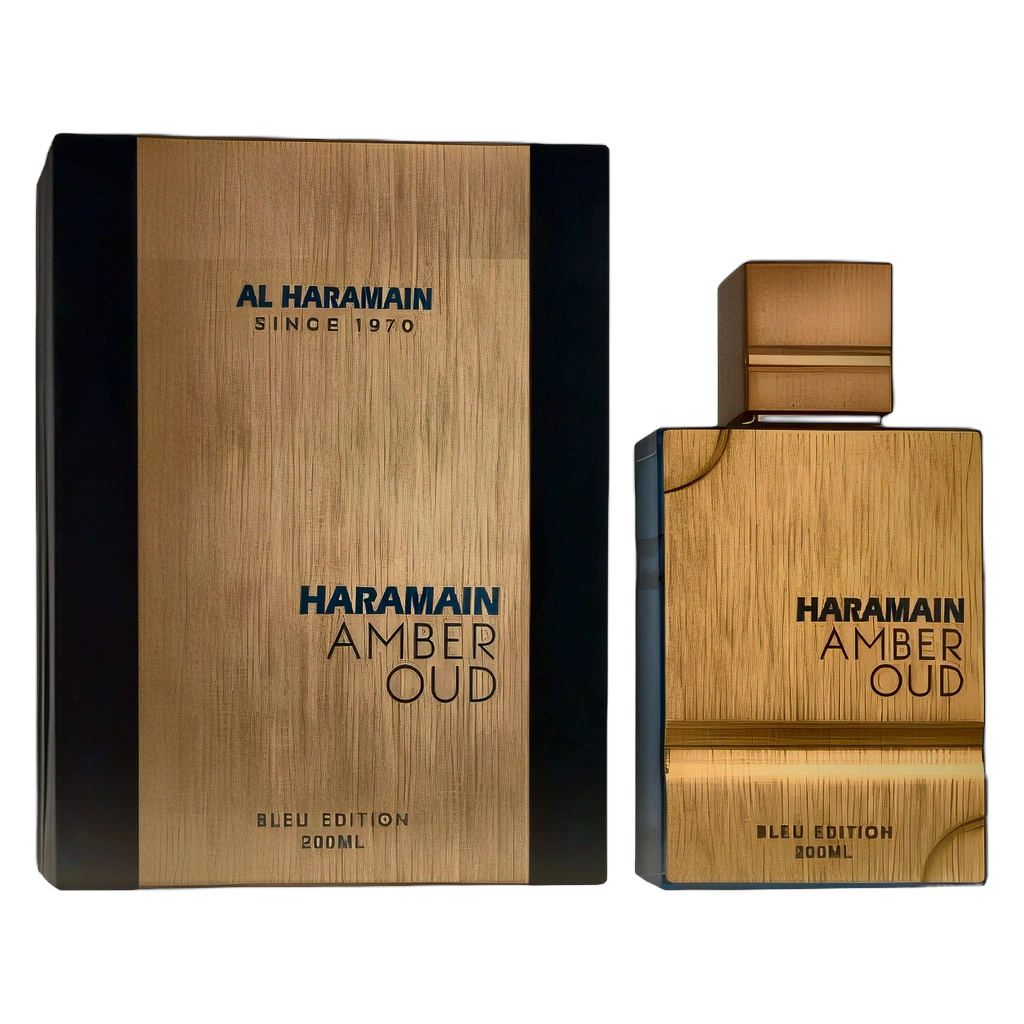 AL HARAMAIN
SINCE 1970
HARAMAIN
AMBER
OUD
BLEU EDITION
200ML
HARAMAIN
AMBER
OUD
BLEU EDITION
200ML